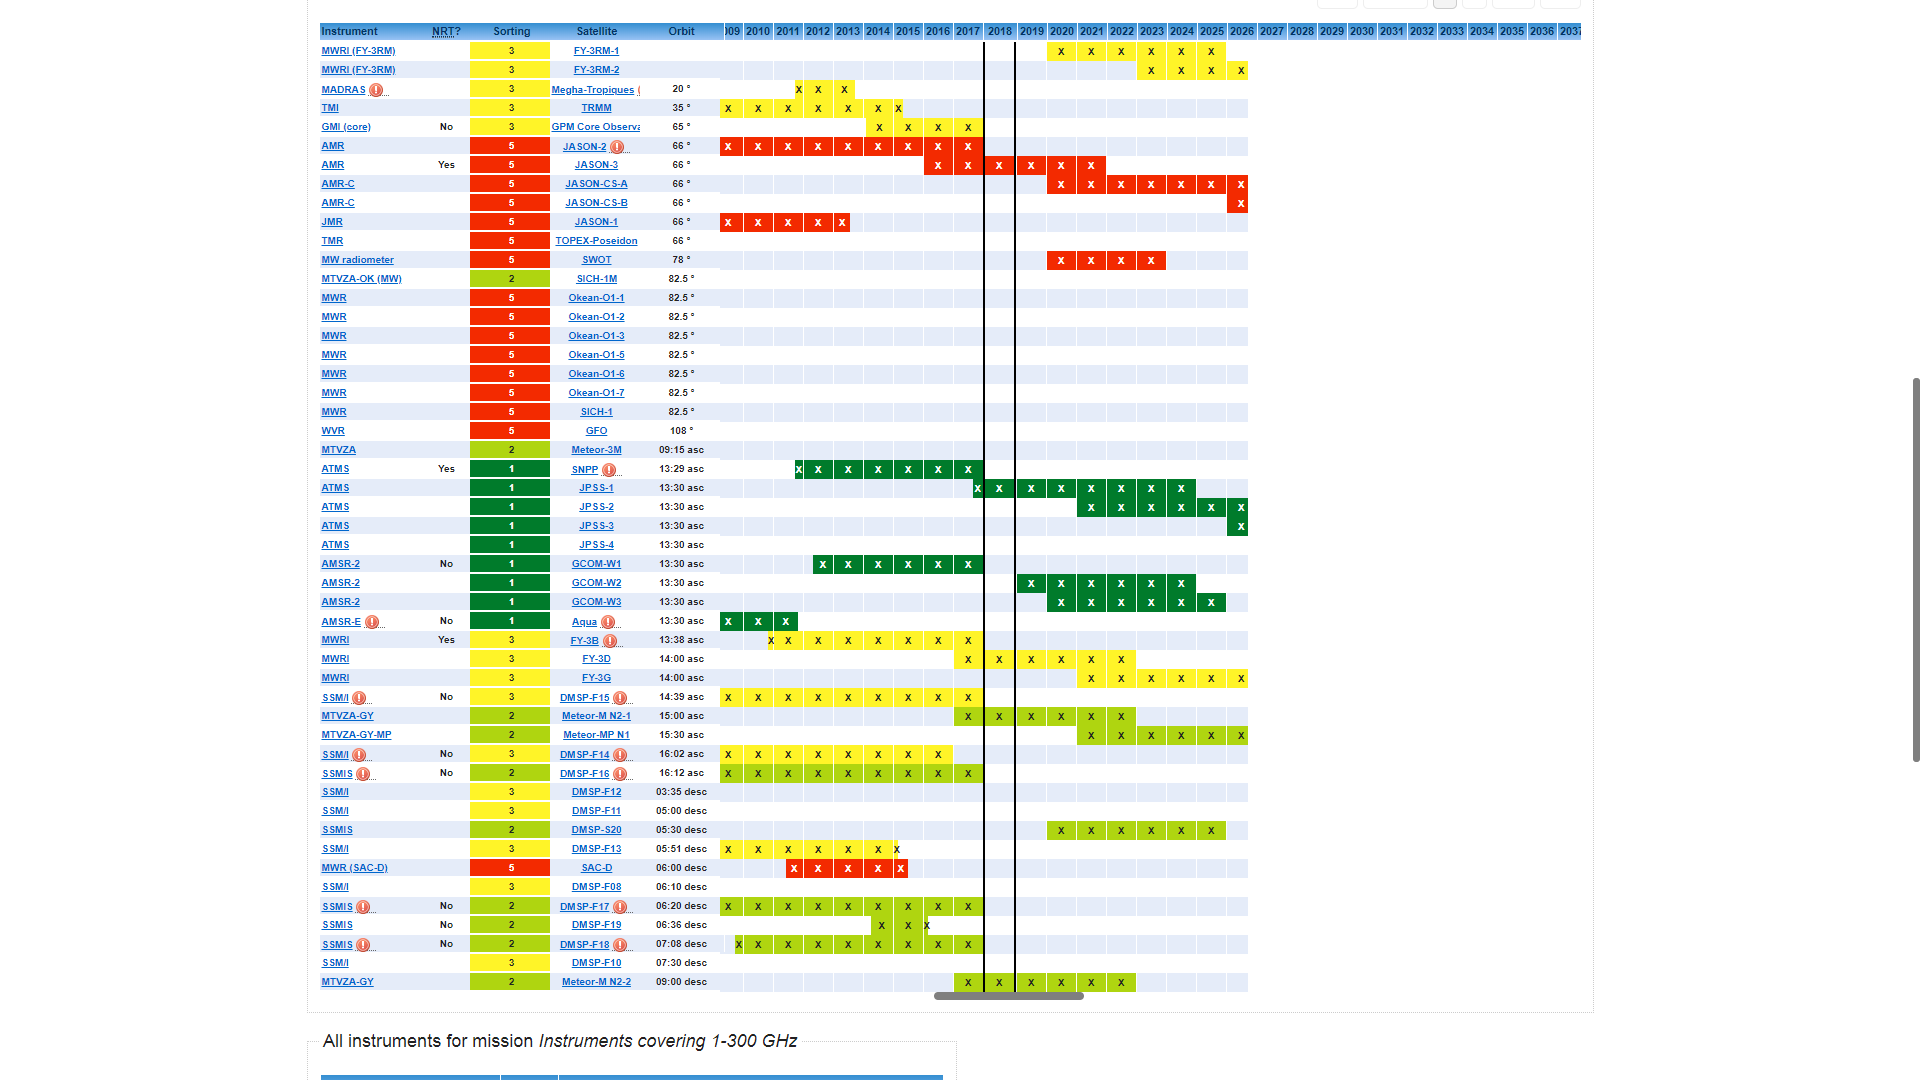 Instrument NRT? Sorting Satellite Orbit 009 2010 2011 2012 2013 2014 2015 2016 2017 2018 2019 2020 2021 2022 2023 2024 2025 2026 2027 2028 2029 2030 2031 2032 2033 2034 2035 2036 2037
MWRI (FY-3RM) 3 FY-3RM-1 X X X X X X
MWRI (FY-3RM) 3 FY-3RM-2 X X X X
MADRAS 3 Megha-Tropiques 20 ° X X X
TMI 3 TRMM 35 ° X X X X X X X
GMI (core) No 3 GPM Core Observa 65 ° X X X X
AMR 5 JASON-2 66 ° X X X X X X X X X
AMR Yes 5 JASON-3 66 ° X X X X X X
AMR-C 5 JASON-CS-A 66 ° X X X X X X X
AMR-C 5 JASON-CS-B 66 ° X
JMR 5 JASON-1 66 ° X X X X X
TMR 5 TOPEX-Poseidon 66 °
MW radiometer 5 SWOT 78 ° X X X X
MTVZA-OK (MW) 2 SICH-1M 82.5 °
MWR 5 Okean-O1-1 82.5 °
MWR 5 Okean-O1-2 82.5 °
MWR 5 Okean-O1-3 82.5 °
MWR 5 Okean-O1-5 82.5 °
MWR 5 Okean-O1-6 82.5 °
MWR 5 Okean-O1-7 82.5 °
MWR 5 SICH-1 82.5 °
WVR 5 GFO 108 °
MTVZA 2 Meteor-3M 09:15 asc
ATMS Yes 1 SNPP 13:29 asc X X X X X X X
ATMS 1 JPSS-1 13:30 asc X X X X X X X X
ATMS 1 JPSS-2 13:30 asc X X X X X X
ATMS 1 JPSS-3 13:30 asc X
ATMS 1 JPSS-4 13:30 asc
AMSR-2 No 1 GCOM-W1 13:30 asc X X X X X X
AMSR-2 1 GCOM-W2 13:30 asc X X X X X X
AMSR-2 1 GCOM-W3 13:30 asc X X X X X X
AMSR-E No 1 Aqua 13:30 asc X X X
MWRI Yes 3 FY-3B 13:38 asc X X X X X X X X
MWRI 3 FY-3D 14:00 asc X X X X X X
MWRI 3 FY-3G 14:00 asc X X X X X X
SSM/I No 3 DMSP-F15 14:39 asc X X X X X X X X X
MTVZA-GY 2 Meteor-M N2-1 15:00 asc X X X X X X
MTVZA-GY-MP 2 Meteor-MP N1 15:30 asc X X X X X X
SSM/I No 3 DMSP-F14 16:02 asc X X X X X X X X
SSMIS No 2 DMSP-F16 16:12 asc X X X X X X X X X
SSM/I 3 DMSP-F12 03:35 desc
SSM/I 3 DMSP-F11 05:00 desc
SSMIS 2 DMSP-S20 05:30 desc X X X X X X
SSM/I 3 DMSP-F13 05:51 desc X X X X X X X
MWR (SAC-D) 5 SAC-D 06:00 desc X X X X X
SSM/I 3 DMSP-F08 06:10 desc
SSMIS No 2 DMSP-F17 06:20 desc X X X X X X X X X
SSMIS No 2 DMSP-F19 06:36 desc X X X
SSMIS No 2 DMSP-F18 07:08 desc X X X X X X X X X
SSM/I 3 DMSP-F10 07:30 desc
MTVZA-GY 2 Meteor-M N2-2 09:00 desc X X X X X X
All instruments for mission Instruments covering 1-300 GHz